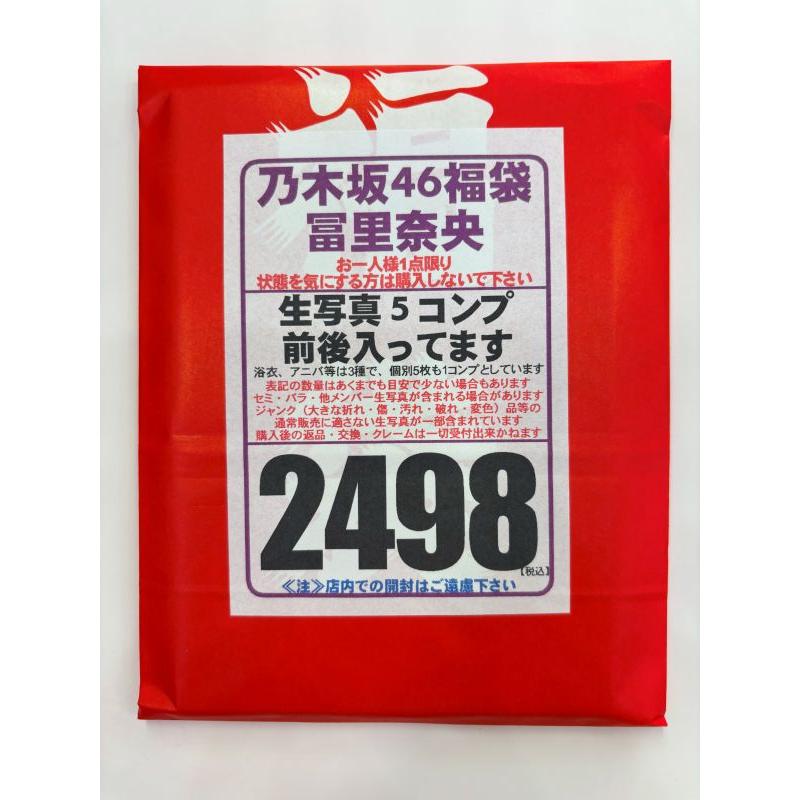 乃木坂46福袋
冨里奈央
お一人様1点限り
状態を気にする方は購入しないで下さい
生写真5コンプ
前後入ってます
浴衣、アニバ等は3種で、個別5枚も1コンプとしています
表記の数量はあくまでも目安で少ない場合もあります
セミ・バラ・他メンバー生写真が含まれる場合があります
ジャンク(大きな折れ・傷・汚れ・破れ・変色)品等の
通常販売に適さない生写真が一部含まれています
購入後の返品・交換・クレームは一切受付出来かねます
2498
【税込】
≪注≫店内での開封はご遠慮下さい